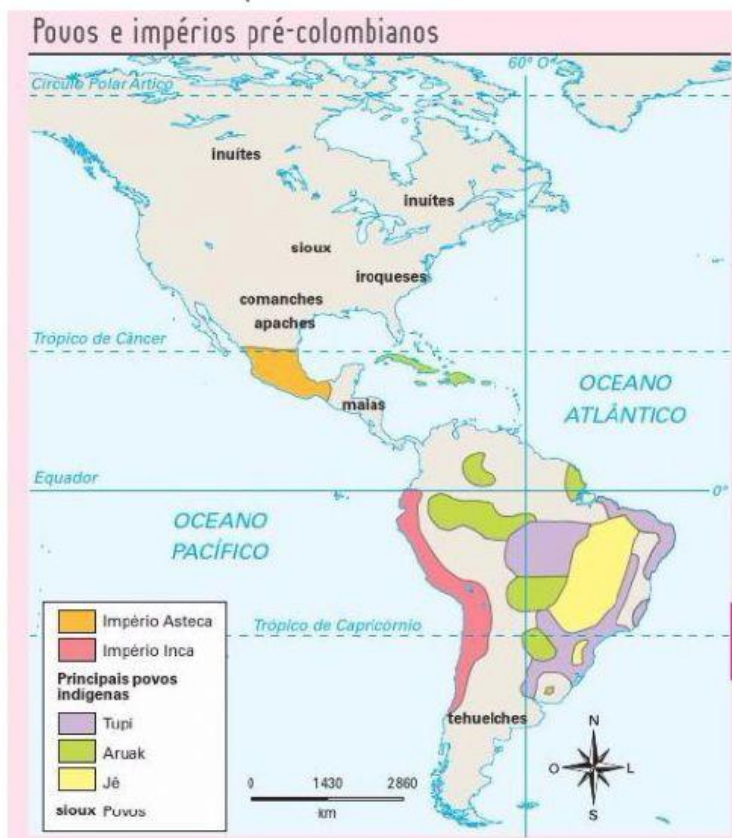 Povos e impérios pré-colombianos
60º O
Círculo Polar Ártico
inuítes
inuítes
sioux
iroqueses
comanches
apaches
Trópico de Câncer
maias
OCEANO
ATLÂNTICO
Equador
0º
OCEANO
PACÍFICO
Trópico de Capricórnio
tehuelches
Império Asteca
Império Inca
Principais povos
indígenas
Tupi
Aruak
Jê
sioux Povos
0 1430 2860
km
N
O L
S